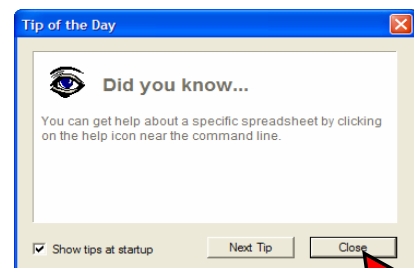 Tip of the Day
Did you know...
You can get help about a specific spreadsheet by clicking
on the help icon near the command line.
Show tips at startup
Next Tip
Close